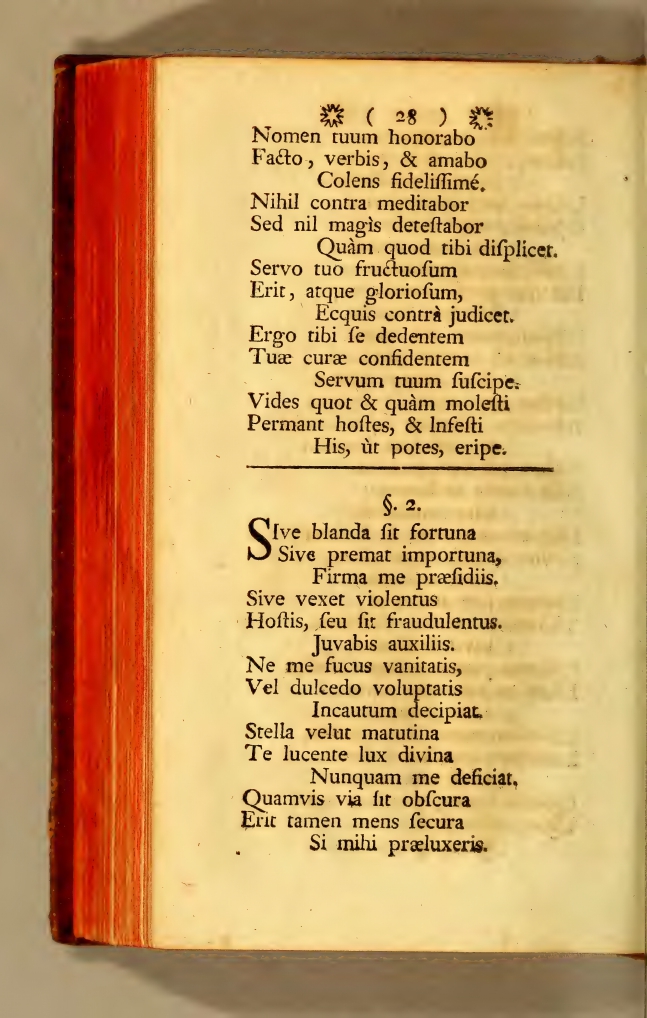 ( 28 )
Nomen tuum honorabo
Facto, verbis, & amabo
Colens fideliſſimé.
Nihil contra meditabor
Sed nil magìs deteſtabor
Quàm quod tibi diſplicet.
Servo tuo fructuoſum
Erit, atque glorioſum,
Ecquis contrà judicet.
Ergo tibi ſe dedentem
Tuæ curæ confidentem
Servum tuum ſuſcipe.
Vides quot & quàm moleſti
Permant hoſtes, & Infeſti
His, ùt potes, eripe.
§. 2.
SIve blanda ſit fortuna
Sive premat importuna,
Firma me præſidiis.
Sive vexet violentus
Hoſtis, ſeu ſit fraudulentus.
Juvabis auxiliis.
Ne me fucus vanitatis,
Vel dulcedo voluptatis
Incautum decipiat.
Stella velut matutina
Te lucente lux divina
Nunquam me deficiat,
Quamvis via ſit obſcura
Erit tamen mens ſecura
Si mihi præluxeris.